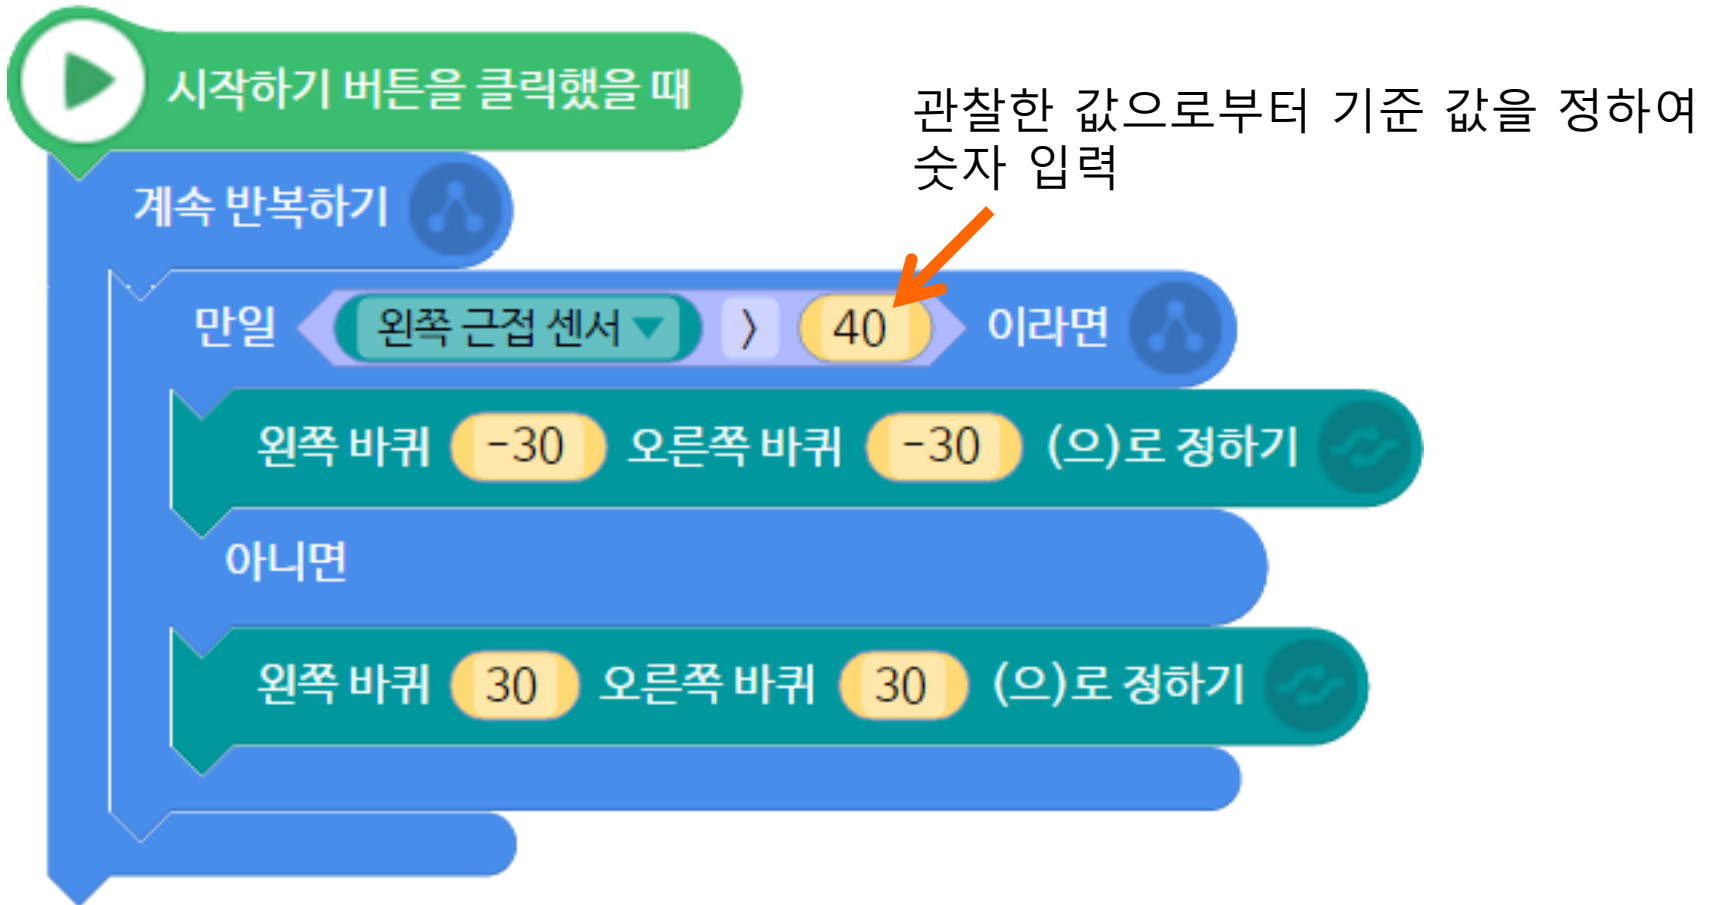 시작하기 버튼을 클릭했을 때
관찰한 값으로부터 기준 값을 정하여
숫자 입력
계속 반복하기
만일 왼쪽 근접 센서 > 40 이라면
왼쪽 바퀴 -30 오른쪽 바퀴 -30 (으)로 정하기
아니면
왼쪽 바퀴 30 오른쪽 바퀴 30 (으)로 정하기